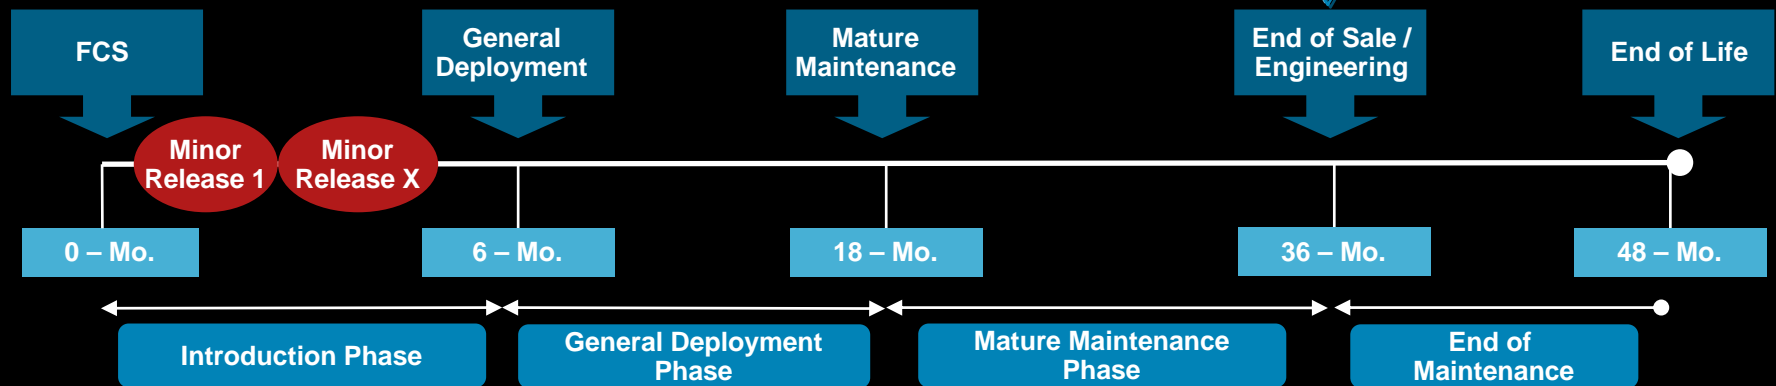 FCS
General
Deployment
Mature
Maintenance
End of Sale /
Engineering
End of Life
Minor
Release 1
Minor
Release X
0 – Mo.
6 – Mo.
18 – Mo.
36 – Mo.
48 – Mo.
Introduction Phase
General Deployment
Phase
Mature Maintenance
Phase
End of
Maintenance